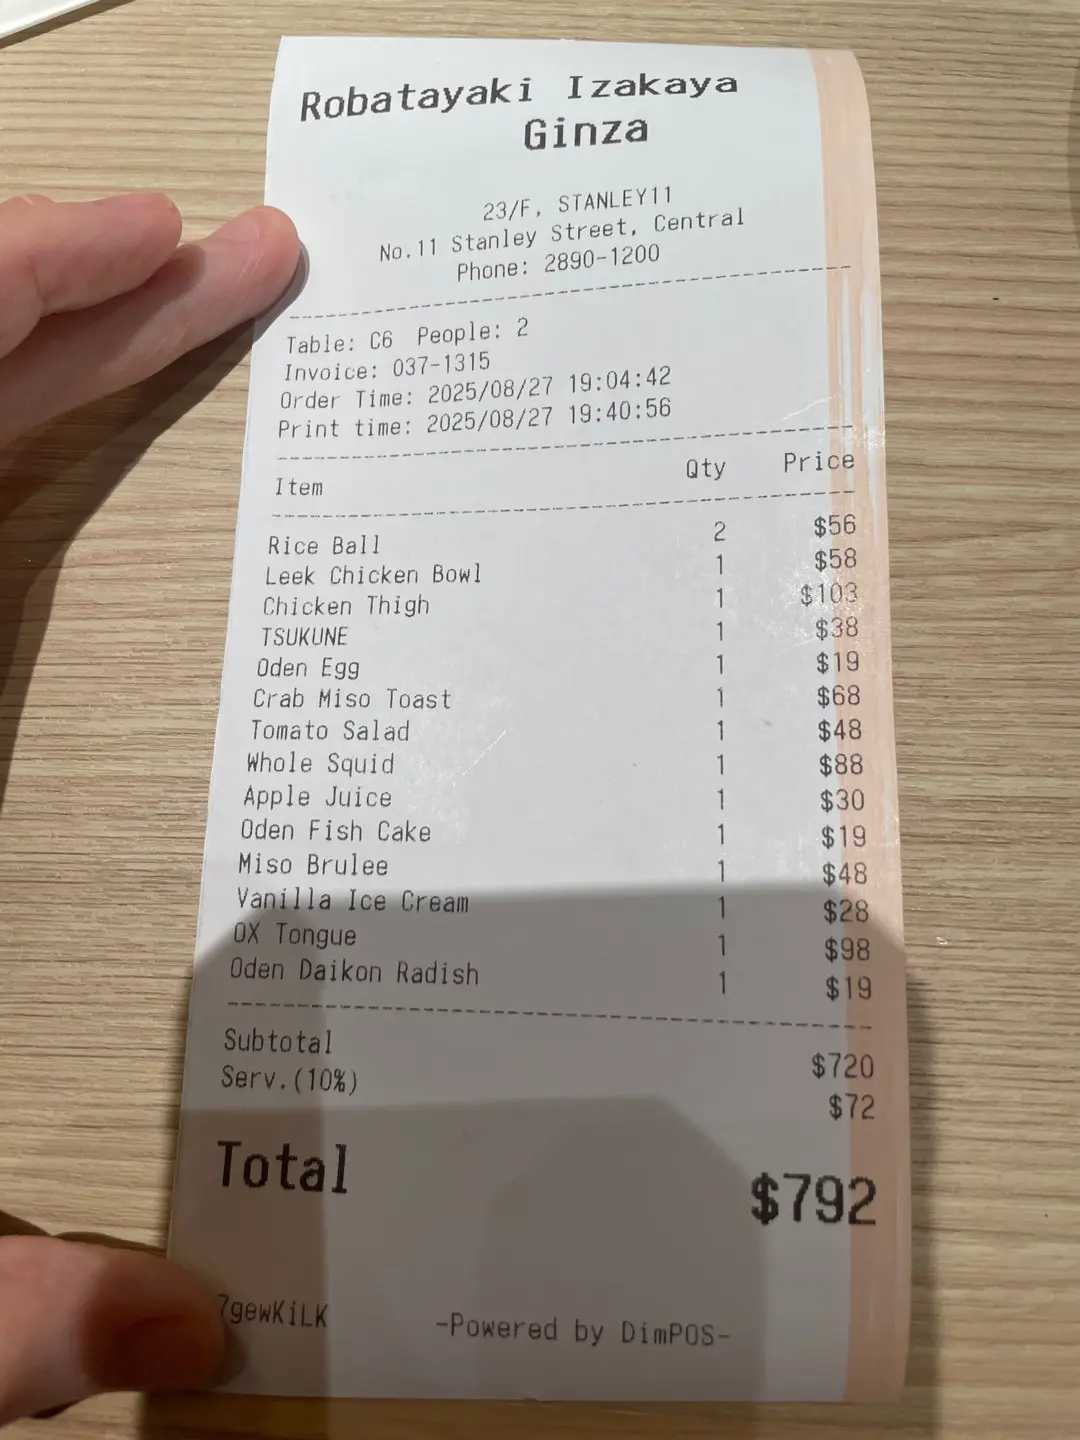 Robatayaki Izakaya
Ginza
23/F, STANLEY11
No.11 Stanley Street, Central
Phone: 2890-1200
Table: C6 People: 2
Invoice: 037-1315
Order Time: 2025/08/27 19:04:42
Print time: 2025/08/27 19:40:56
Item Qty Price
Rice Ball 2 $56
Leek Chicken Bowl 1 $58
Chicken Thigh 1 $103
TSUKUNE 1 $38
Oden Egg 1 $19
Crab Miso Toast 1 $68
Tomato Salad 1 $48
Whole Squid 1 $88
Apple Juice 1 $30
Oden Fish Cake 1 $19
Miso Brulee 1 $48
Vanilla Ice Cream 1 $28
OX Tongue 1 $98
Oden Daikon Radish 1 $19
Subtotal $720
Serv.(10%) $72
Total $792
7gewKiLK -Powered by DimPOS-